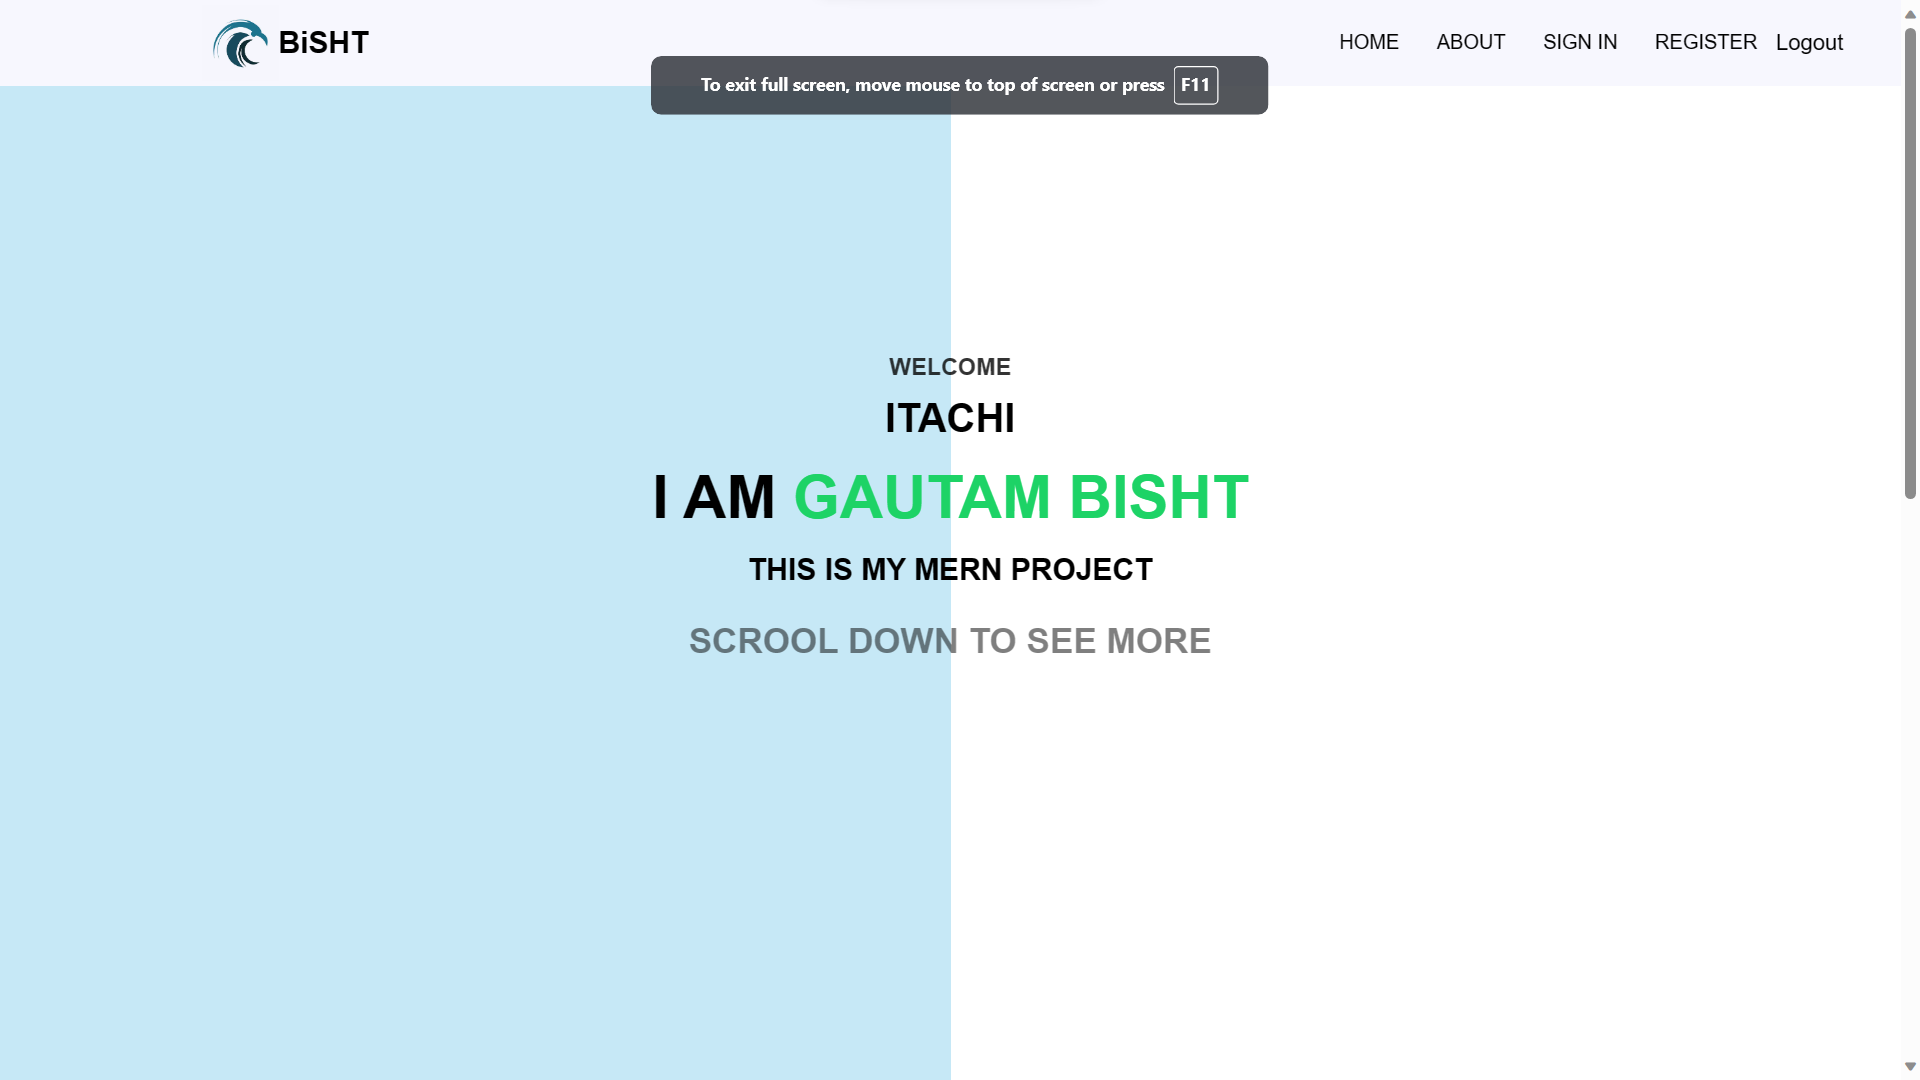 BiSHT
HOME ABOUT SIGN IN REGISTER Logout
To exit full screen, move mouse to top of screen or press F11
WELCOME
ITACHI
I AM GAUTAM BISHT
THIS IS MY MERN PROJECT
SCROOL DOWN TO SEE MORE